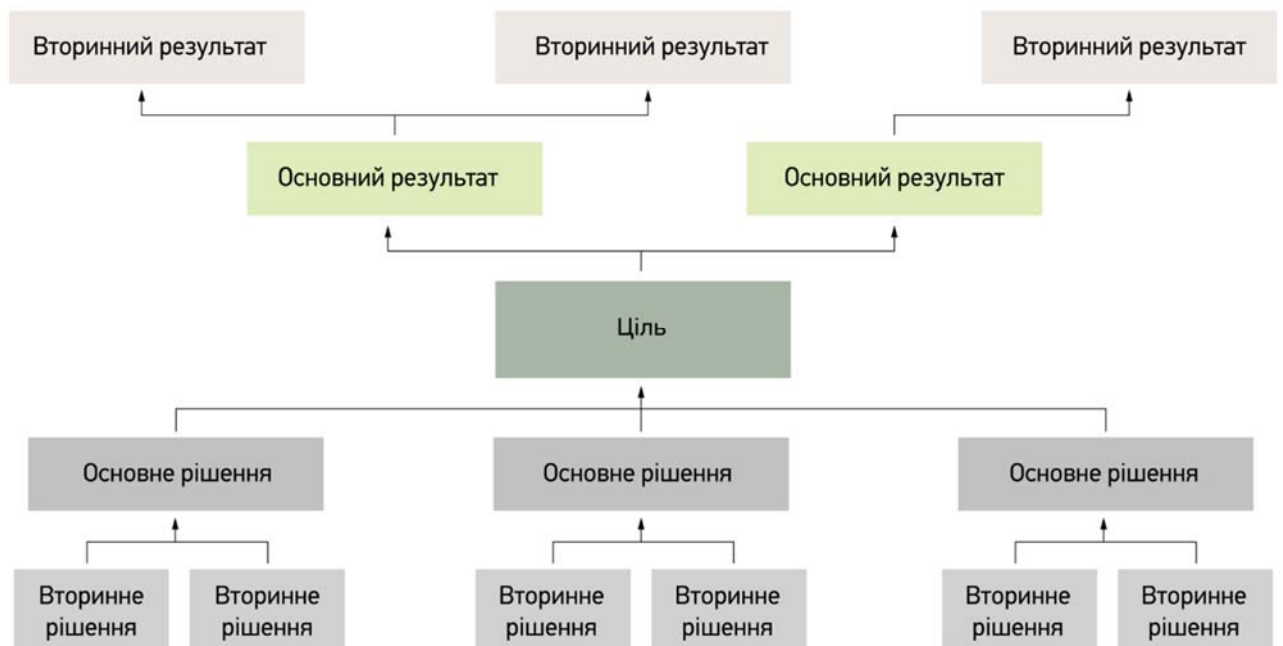 Вторинний результат
Вторинний результат
Вторинний результат
Основний результат
Основний результат
Ціль
Основне рішення
Основне рішення
Основне рішення
Вторинне
рішення
Вторинне
рішення
Вторинне
рішення
Вторинне
рішення
Вторинне
рішення
Вторинне
рішення